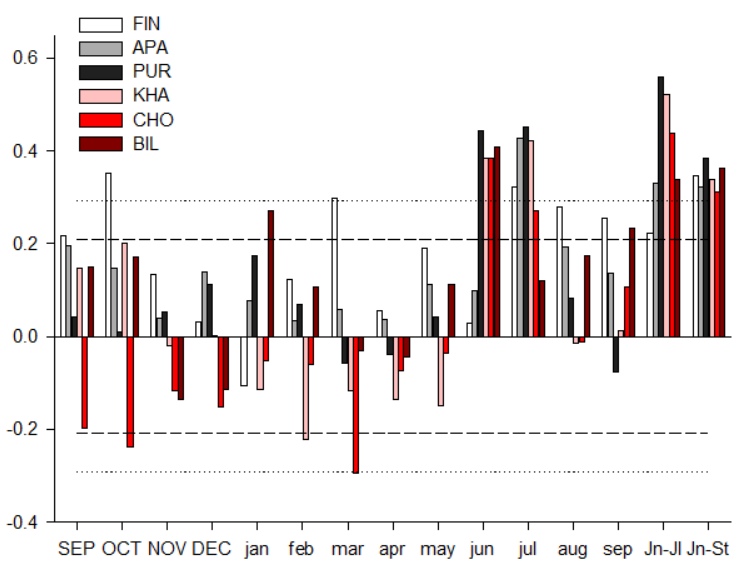 FIN
APA
PUR
KHA
CHO
BIL
0.6
0.4
0.2
0.0
-0.2
-0.4
SEP OCT NOV DEC jan feb mar apr may jun jul aug sep Jn-Jl Jn-St